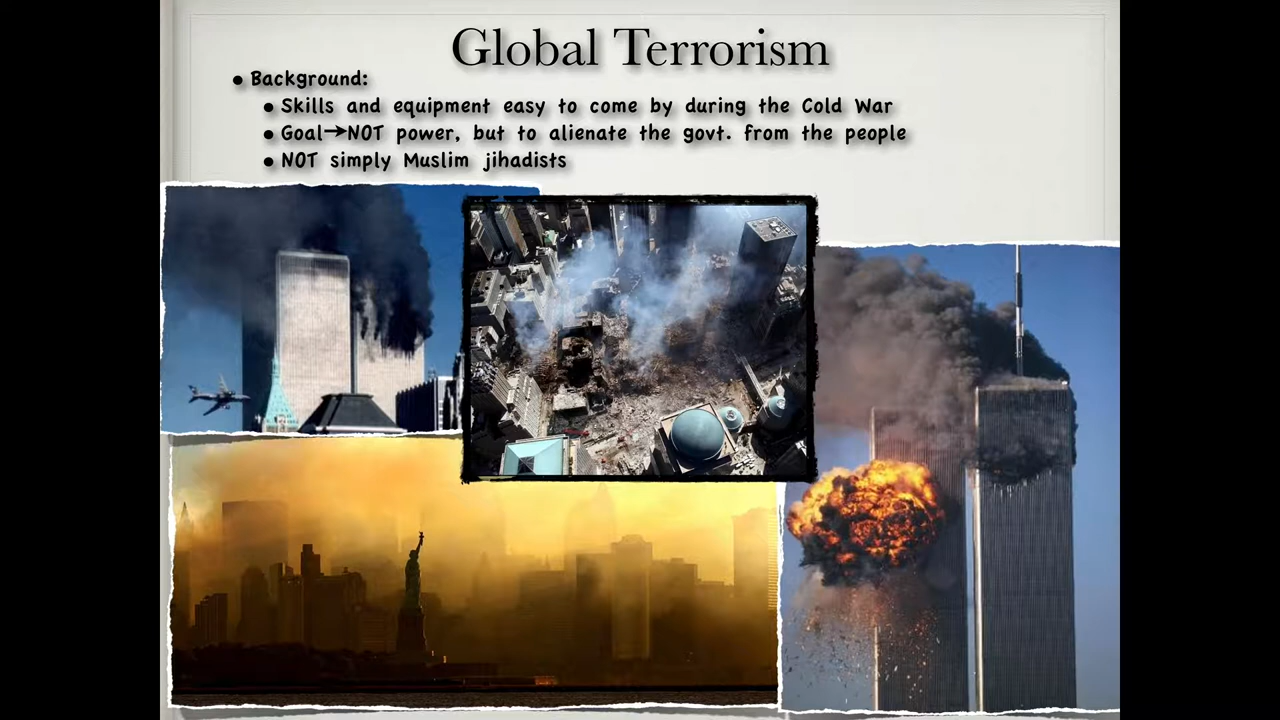 Global Terrorism
• Background:
• Skills and equipment easy to come by during the Cold War
• Goal→NOT power, but to alienate the govt. from the people
• NOT simply Muslim jihadists